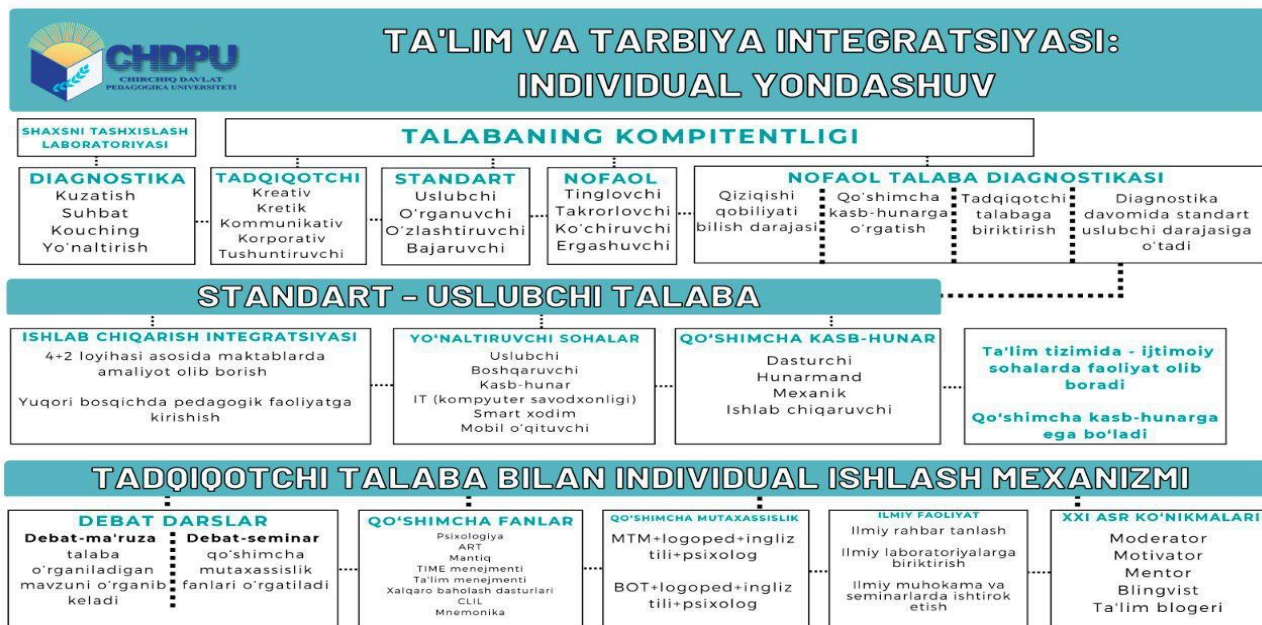 CHDPU
CHIRCHIQ DAVLAT
PEDAGOGIKA UNIVERSITETI
TA'LIM VA TARBIYA INTEGRATSIYASI:
INDIVIDUAL YONDASHUV
SHAXSNI TASHXISLASH
LABORATORIYASI
TALABANING KOMPITENTLIGI
DIAGNOSTIKA
Kuzatish
Suhbat
Kouching
Yo'naltirish
TADQIQOTCHI
Kreativ
Kretik
Kommunikativ
Korporativ
Tushuntiruvchi
STANDART
Uslubchi
O'rganuvchi
O'zlashtiruvchi
Bajaruvchi
NOFAOL
Tinglovchi
Takrorlovchi
Ko'chiruvchi
Ergashuvchi
NOFAOL TALABA DIAGNOSTIKASI
Qiziqishi
qobiliyati
bilish darajasi
Qo'shimcha
kasb-hunarga
o'rgatish
Tadqiqotchi
talabaga
biriktirish
Diagnostika
davomida standart
uslubchi darajasiga
o'tadi
STANDART - USLUBCHI TALABA
ISHLAB CHIQARISH INTEGRATSIYASI
4+2 loyihasi asosida maktablarda
amaliyot olib borish
Yuqori bosqichda pedagogik faoliyatga
kirishish
YO'NALTIRUVCHI SOHALAR
Uslubchi
Boshqaruvchi
Kasb-hunar
IT (kompyuter savodxonligi)
Smart xodim
Mobil o'qituvchi
QO'SHIMCHA KASB-HUNAR
Dasturchi
Hunarmand
Mexanik
Ishlab chiqaruvchi
Ta'lim tizimida - ijtimoiy
sohalarda faoliyat olib
boradi
Qo'shimcha kasb-hunarga
ega bo'ladi
TADQIQOTCHI TALABA BILAN INDIVIDUAL ISHLASH MEXANIZMI
DEBAT DARSLAR
Debat-ma'ruza
talaba
o'rganiladigan
mavzuni o'rganib
keladi
Debat-seminar
qo'shimcha
mutaxassislik
fanlari o'rgatiladi
QO'SHIMCHA FANLAR
Psixologiya
ART
Mantiq
TIME menejmenti
Ta'lim menejmenti
Xalqaro baholash dasturlari
CLIL
Mnemonika
QO'SHIMCHA MUTAXASSISLIK
MTM+logoped+ingliz
tili+psixolog
BOT+logoped+ingliz
tili+psixolog
ILMIY FAOLIYAT
Ilmiy rahbar tanlash
Ilmiy laboratoriyalarga
biriktirish
Ilmiy muhokama va
seminarlarda ishtirok
etish
XXI ASR KO'NIKMALARI
Moderator
Motivator
Mentor
Blingvist
Ta'lim blogeri